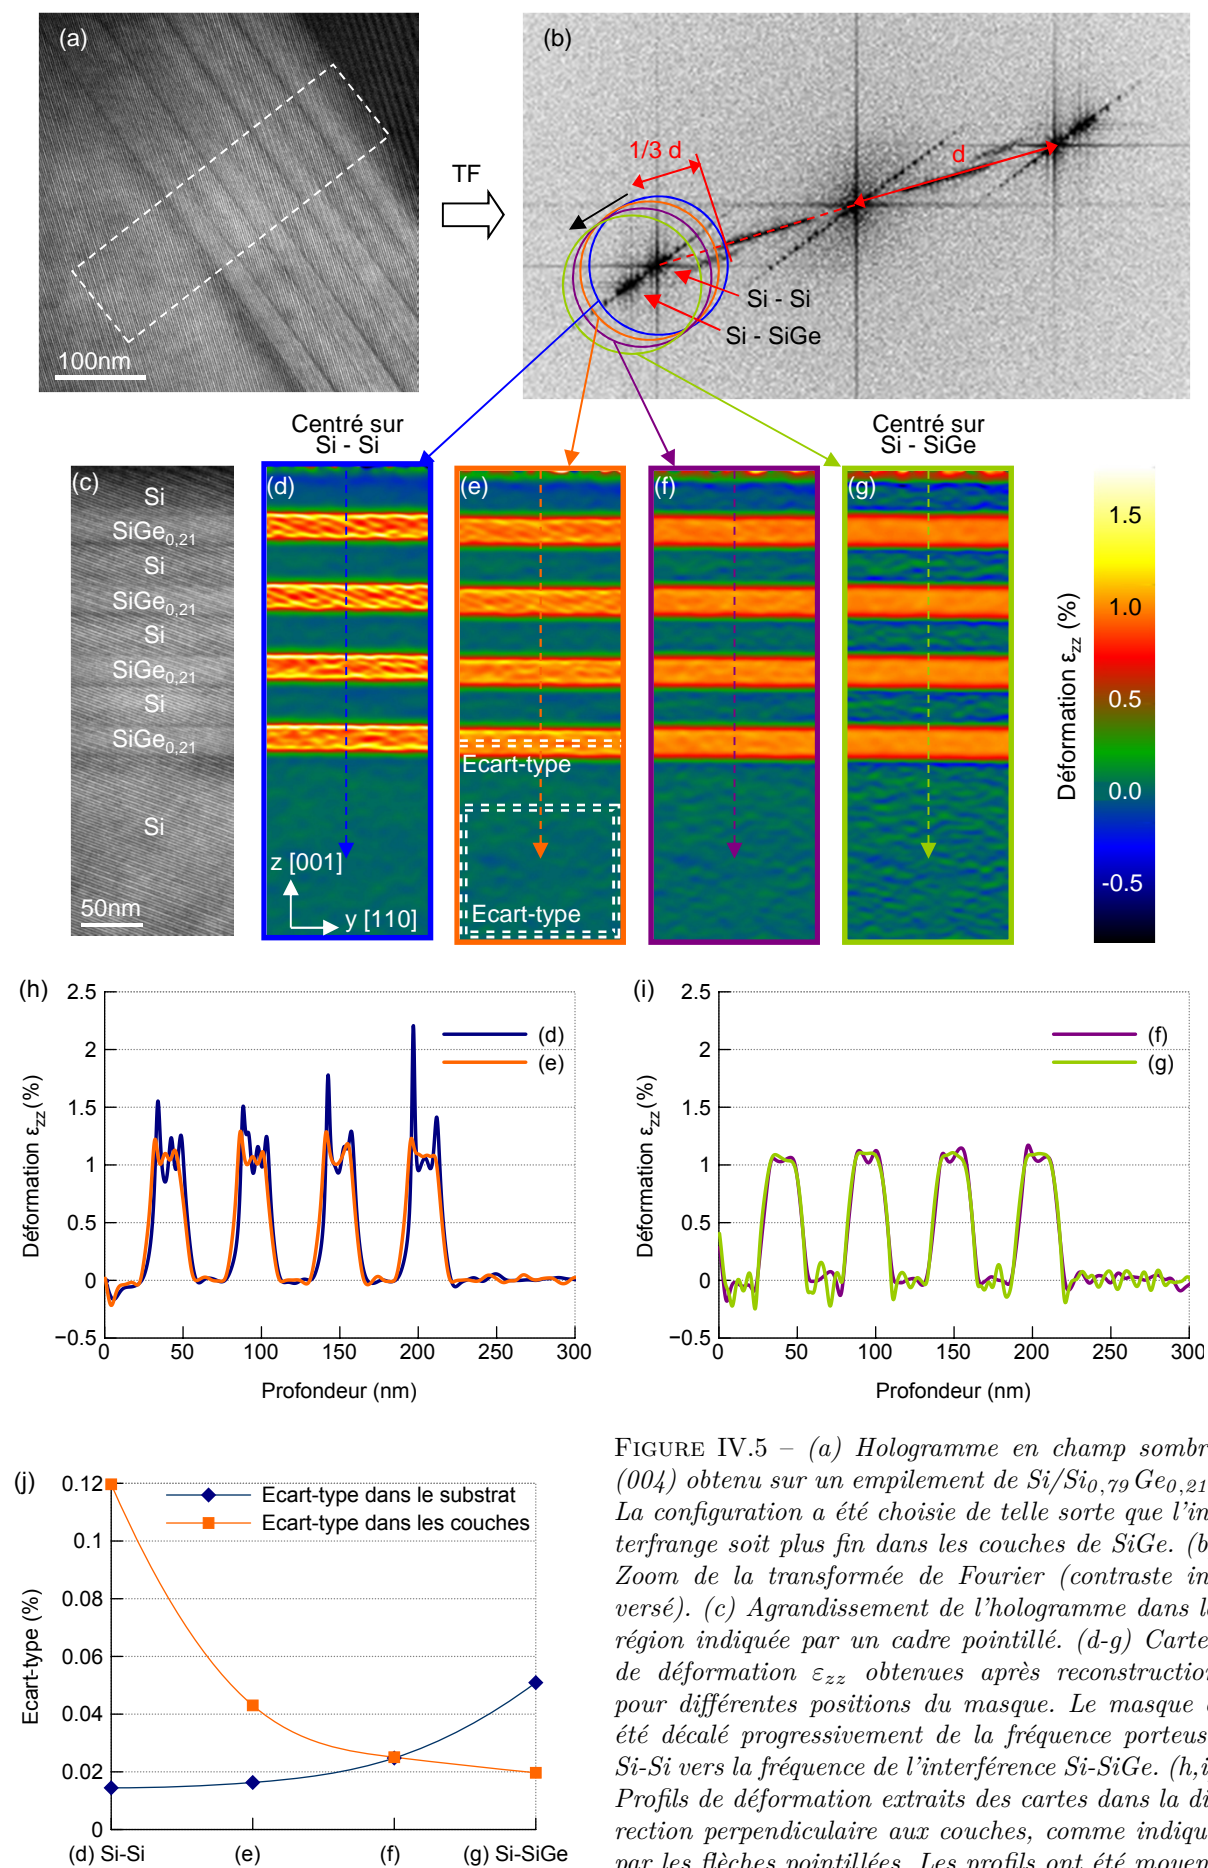 (a)
100nm
TF
(b)
1/3 d
d
Si - Si
Si - SiGe
Centré sur
Si - Si
Centré sur
Si - SiGe
(c)
Si
SiGe0,21
Si
SiGe0,21
Si
SiGe0,21
Si
SiGe0,21
Si
50nm
(d)
z [001]
y [110]
(e)
Ecart-type
Ecart-type
(f)
(g)
1.5
1.0
0.5
0.0
-0.5
Déformation εzz (%)
(h)
2.5
2
1.5
1
0.5
0
−0.5
0 50 100 150 200 250 300
Déformation εzz(%)
Profondeur (nm)
(d)
(e)
(i)
2.5
2
1.5
1
0.5
0
−0.5
0 50 100 150 200 250 300
Déformation εzz(%)
Profondeur (nm)
(f)
(g)
(j)
0.12
0.1
0.08
0.06
0.04
0.02
0
Ecart-type (%)
Ecart-type dans le substrat
Ecart-type dans les couches
(d) Si-Si (e) (f) (g) Si-SiGe
FIGURE IV.5 – (a) Hologramme en champ sombr
(004) obtenu sur un empilement de Si/Si0,79Ge0,21
La configuration a été choisie de telle sorte que l'in
terfrange soit plus fin dans les couches de SiGe. (b
Zoom de la transformée de Fourier (contraste in
versé). (c) Agrandissement de l'hologramme dans l
région indiquée par un cadre pointillé. (d-g) Carte
de déformation εzz obtenues après reconstruction
pour différentes positions du masque. Le masque
été décalé progressivement de la fréquence porteus
Si-Si vers la fréquence de l'interférence Si-SiGe. (h,i
Profils de déformation extraits des cartes dans la di
rection perpendiculaire aux couches, comme indiqu
par les flèches pointillées. Les profils ont été moyen